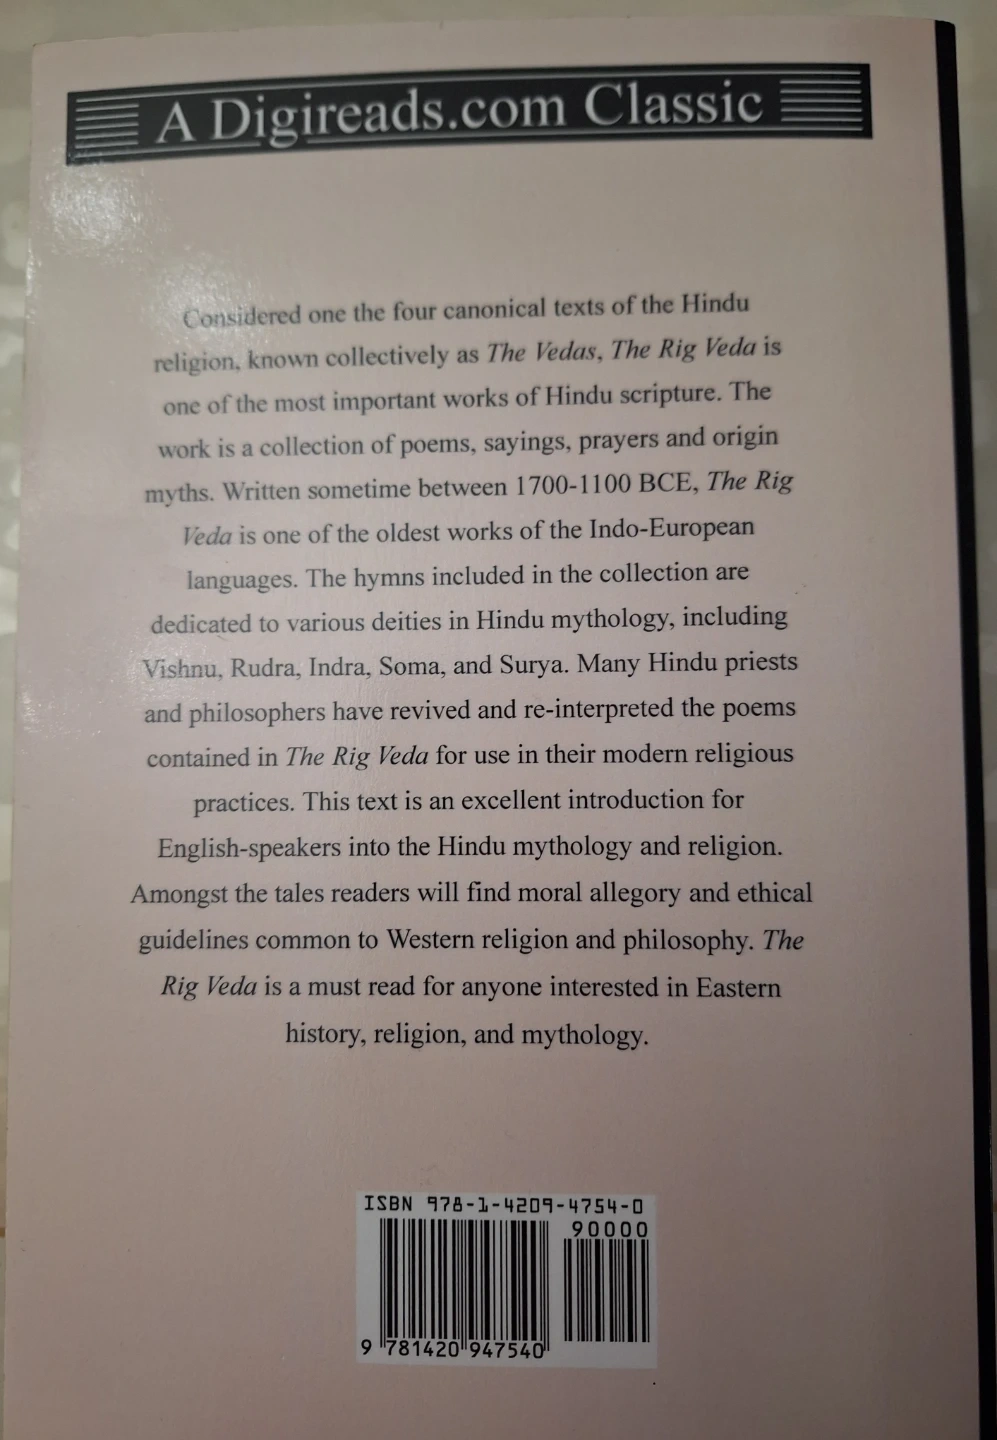 A Digireads.com Classic
Considered one the four canonical texts of the Hindu
religion, known collectively as The Vedas, The Rig Veda is
one of the most important works of Hindu scripture. The
work is a collection of poems, sayings, prayers and origin
myths. Written sometime between 1700-1100 BCE, The Rig
Veda is one of the oldest works of the Indo-European
languages. The hymns included in the collection are
dedicated to various deities in Hindu mythology, including
Vishnu, Rudra, Indra, Soma, and Surya. Many Hindu priests
and philosophers have revived and re-interpreted the poems
contained in The Rig Veda for use in their modern religious
practices. This text is an excellent introduction for
English-speakers into the Hindu mythology and religion.
Amongst the tales readers will find moral allegory and ethical
guidelines common to Western religion and philosophy. The
Rig Veda is a must read for anyone interested in Eastern
history, religion, and mythology.
ISBN 978-1-4209-4754-0
90000
9 781420 947540